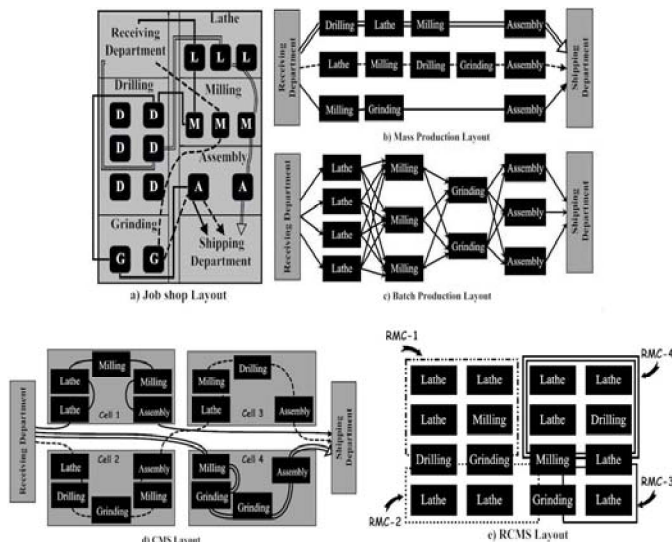 Lathe
Receiving
Department
L L L
Drilling
Milling
D D
M M M
D D
Assembly
D D
A A
Grinding
Shipping
Department
G G
a) Job shop Layout
Receiving
Department
Drilling Lathe Milling Assembly
Lathe Milling Drilling Grinding Assembly
Milling Grinding Assembly
Shipping
Department
b) Mass Production Layout
Receiving Department
Lathe Milling Assembly
Lathe Grinding
Milling Assembly
Lathe
Grinding
Lathe Milling Assembly
Shipping
Department
c) Batch Production Layout
Receiving Department
Milling
Lathe Milling
Lathe Cell 1 Assembly
Drilling
Lathe
Milling Cell 3 Assembly
Cell 2
Lathe Assembly
Drilling Milling
Grinding
Cell 4
Milling Assembly
Grinding
Grinding
Shipping
Department
d) CMS Layout
RMC-1
RMC-4
Lathe Lathe Lathe Lathe
Lathe Milling Lathe Drilling
Drilling Grinding Milling Lathe
Lathe Lathe Grinding Lathe
RMC-3
RMC-2
e) RCMS Layout